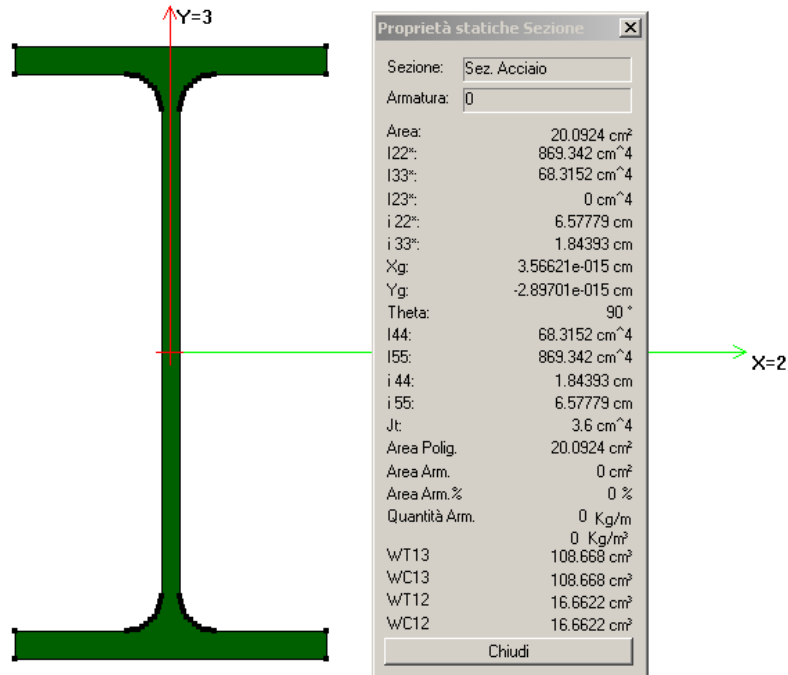 Y=3
Proprietà statiche Sezione
Sezione: Sez. Acciaio
Armatura: 0
Area: 20.0924 cm²
I22*: 869.342 cm^4
I33*: 68.3152 cm^4
I23*: 0 cm^4
i 22*: 6.57779 cm
i 33*: 1.84393 cm
Xg: 3.56621e-015 cm
Yg: -2.89701e-015 cm
Theta: 90 °
I44: 68.3152 cm^4
I55: 869.342 cm^4
i 44: 1.84393 cm
i 55: 6.57779 cm
Jt: 3.6 cm^4
Area Polig. 20.0924 cm²
Area Arm. 0 cm²
Area Arm.% 0 %
Quantità Arm. 0 Kg/m
0 Kg/m³
WT13 108.668 cm³
WC13 108.668 cm³
WT12 16.6622 cm³
WC12 16.6622 cm³
Chiudi
X=2